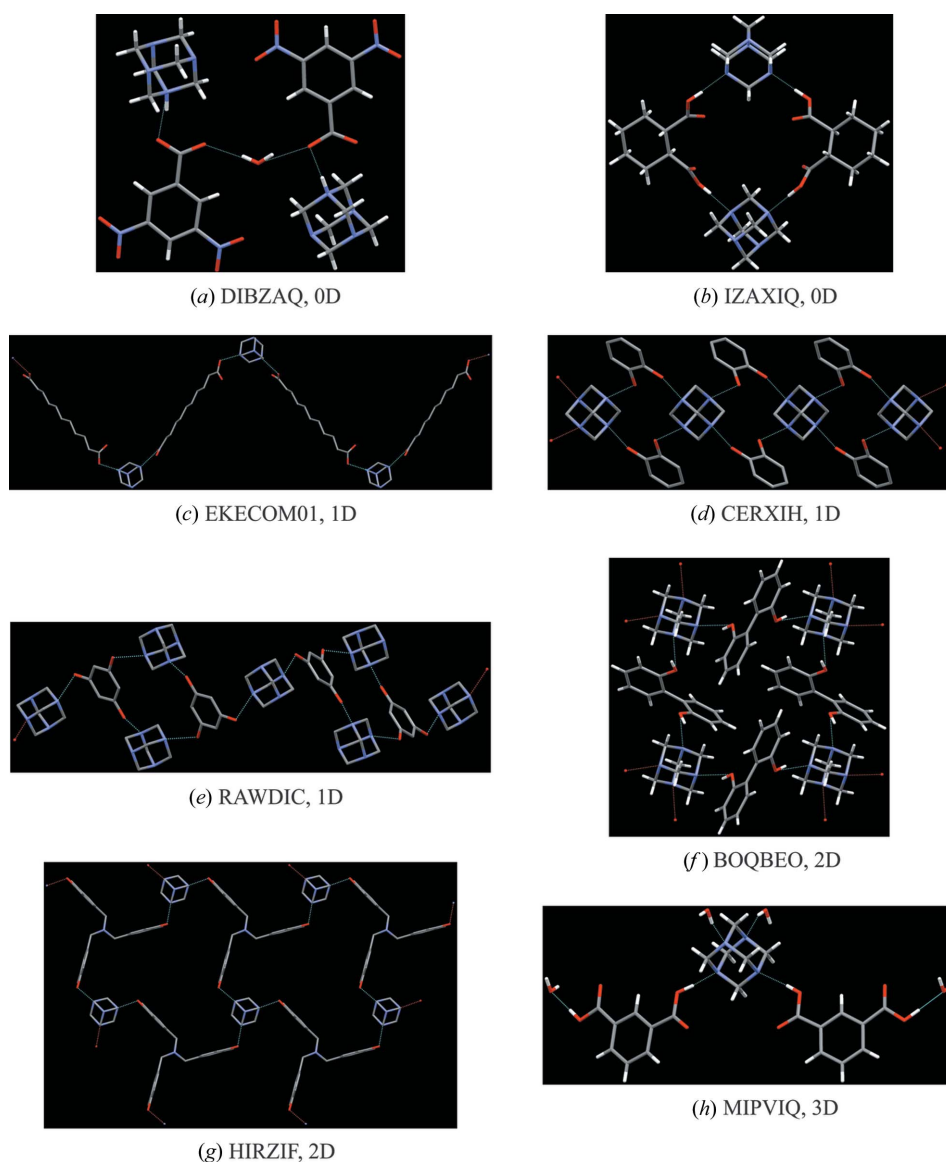 (a) DIBZAQ, 0D
(b) IZAXIQ, 0D
(c) EKECOM01, 1D
(d) CERXIH, 1D
(e) RAWDIC, 1D
(f) BOQBEO, 2D
(g) HIRZIF, 2D
(h) MIPVIQ, 3D